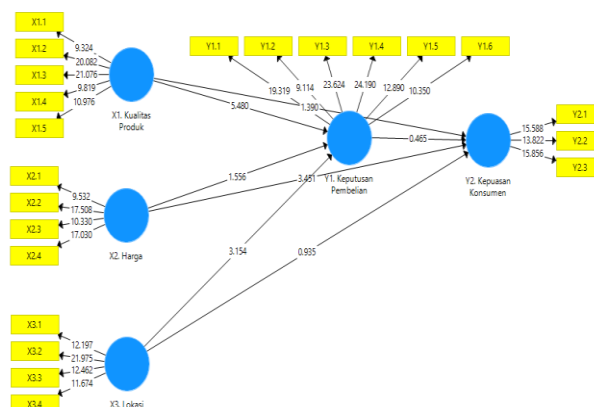 X1.1
X1.2
X1.3
X1.4
X1.5
9.324
20.082
21.076
9.819
10.976
X1. Kualitas
Produk
Y1.1
Y1.2
Y1.3
Y1.4
Y1.5
Y1.6
19.319
9.114
23.624
24.190
12.890
10.350
5.480
1.390
0.465
Y1. Keputusan
Pembelian
Y2.1
Y2.2
Y2.3
15.588
13.822
15.856
Y2. Kepuasan
Konsumen
X2.1
X2.2
X2.3
X2.4
9.532
17.508
10.330
17.030
X2. Harga
1.556
3.451
3.154
0.935
X3.1
X3.2
X3.3
X3.4
12.197
21.975
12.462
11.674
X3. Lokasi